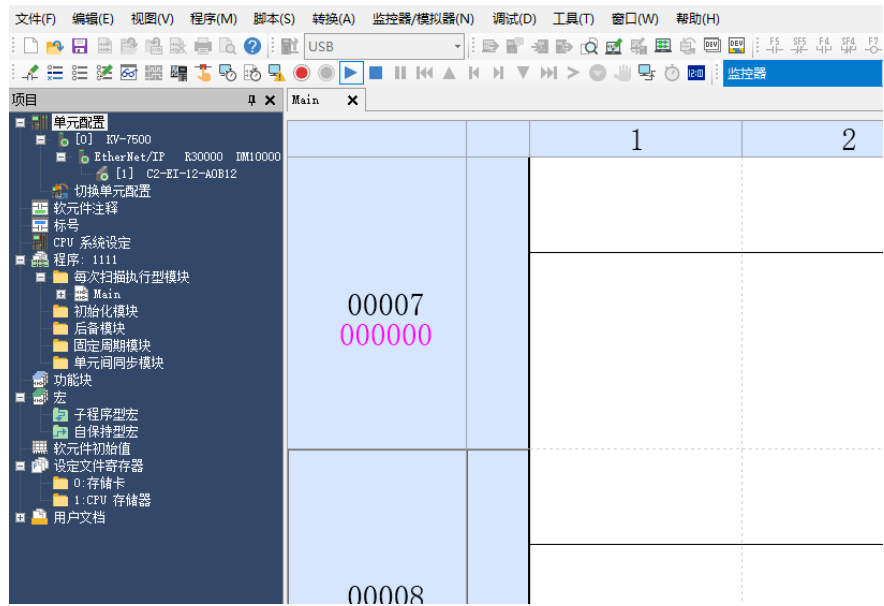 文件(F) 编辑(E) 视图(V) 程序(M) 脚本(S) 转换(A) 监控器/模拟器(N) 调试(D) 工具(T) 窗口(W) 帮助(H)
USB
F5 SF5 F4 SF4 F7
监控器
项目
Main
单元配置
[0] KV-7500
EtherNet/IP R30000 DM10000
[1] C2-EI-12-A0B12
切换单元配置
软元件注释
标号
CPU 系统设定
程序: 1111
每次扫描执行型模块
Main
初始化模块
后备模块
固定周期模块
单元间同步模块
功能块
宏
子程序型宏
自保持型宏
软元件初始值
设定文件寄存器
0:存储卡
1:CPU 存储器
用户文档
1 2
00007
000000
00008